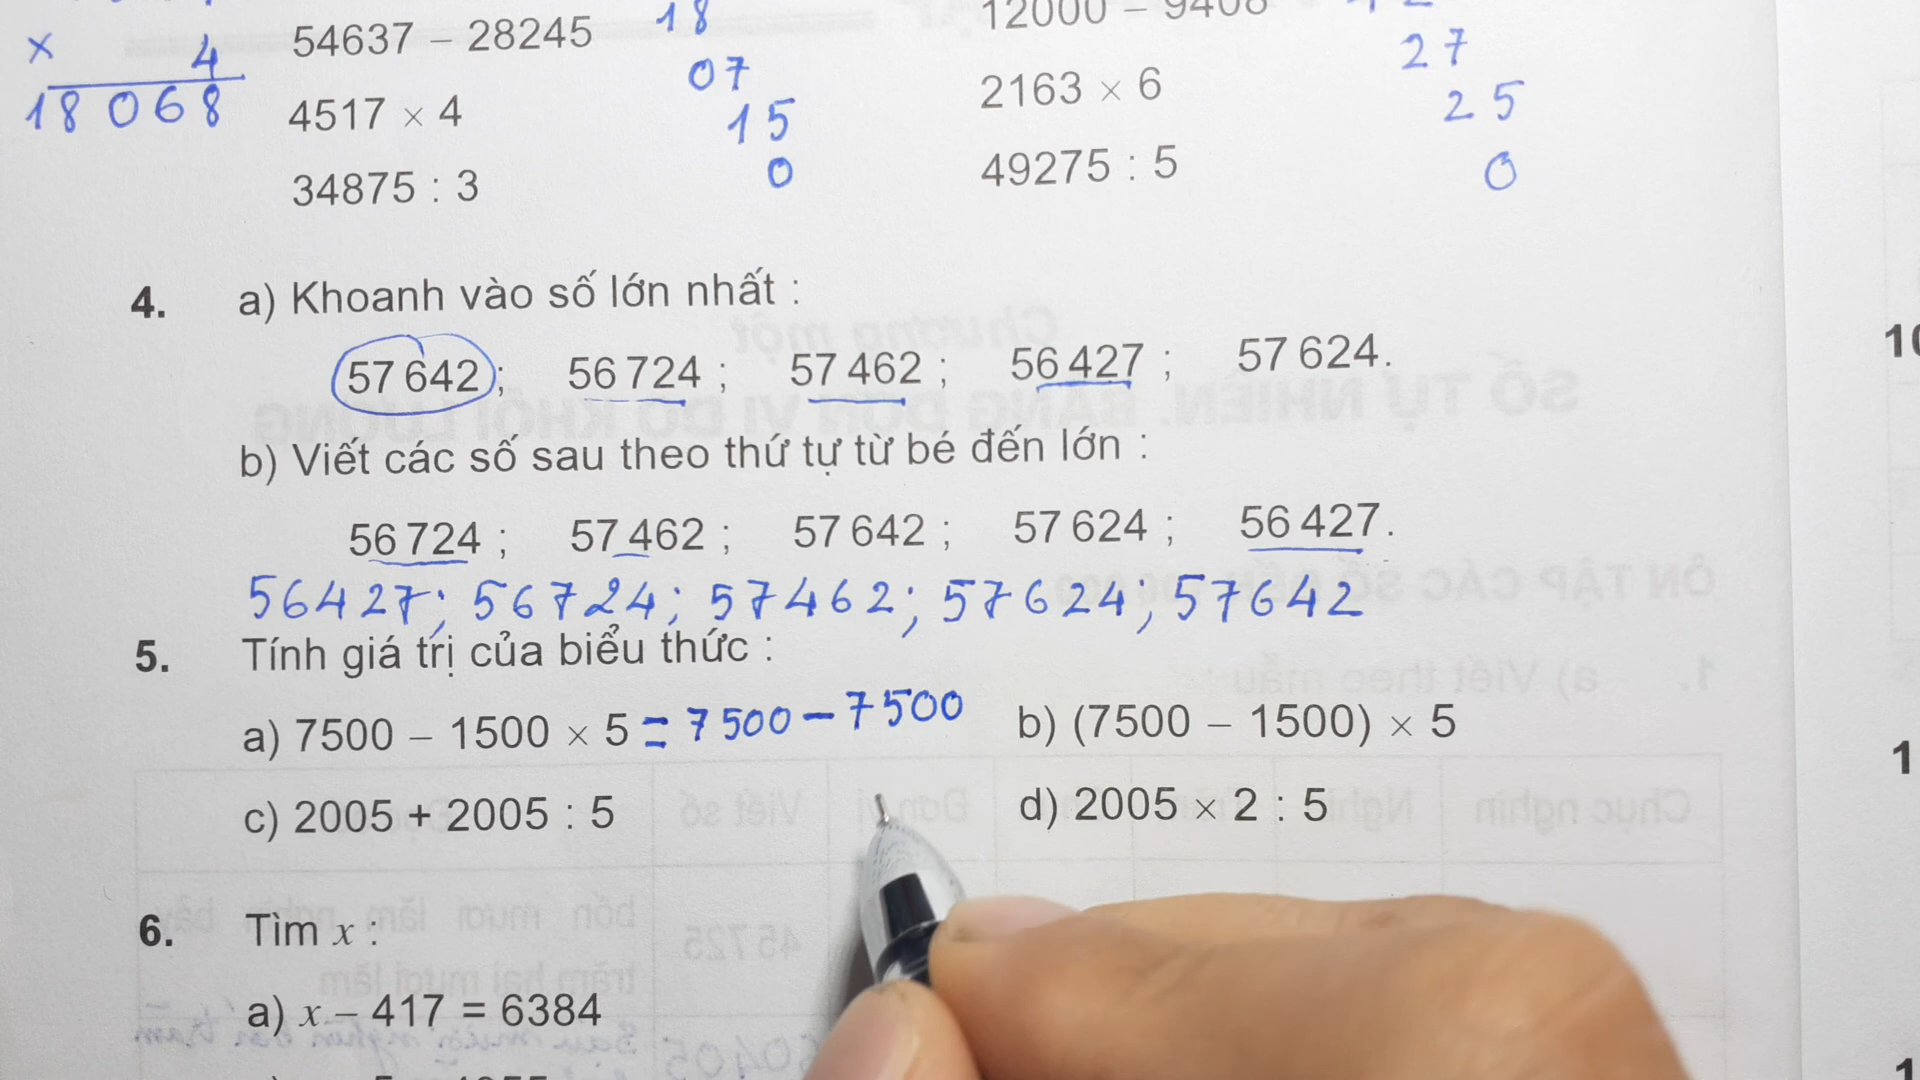 × 4
18068
54637 – 28245
4517 × 4
34875 : 3
18
07
15
0
2163 × 6
49275 : 5
27
25
0
4. a) Khoanh vào số lớn nhất :
57 642 ; 56 724 ; 57 462 ; 56 427 ; 57 624.
b) Viết các số sau theo thứ tự từ bé đến lớn :
56 724 ; 57 462 ; 57 642 ; 57 624 ; 56 427.
56427; 56724; 57462; 57624; 57642
5. Tính giá trị của biểu thức :
a) 7500 – 1500 × 5 = 7500 – 7500 b) (7500 – 1500) × 5
c) 2005 + 2005 : 5 d) 2005 × 2 : 5
6. Tìm x :
a) x – 417 = 6384